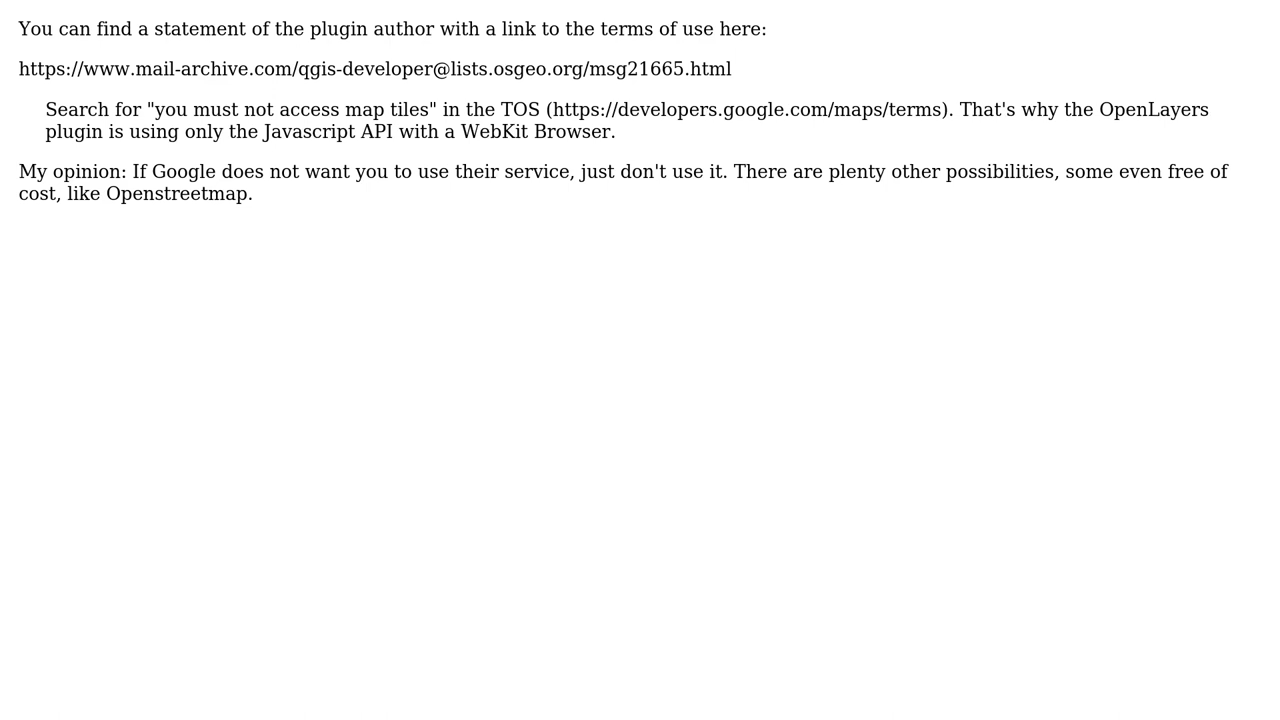 You can find a statement of the plugin author with a link to the terms of use here:
https://www.mail-archive.com/qgis-developer@lists.osgeo.org/msg21665.html
Search for "you must not access map tiles" in the TOS (https://developers.google.com/maps/terms). That's why the OpenLayers
plugin is using only the Javascript API with a WebKit Browser.
My opinion: If Google does not want you to use their service, just don't use it. There are plenty other possibilities, some even free of
cost, like Openstreetmap.